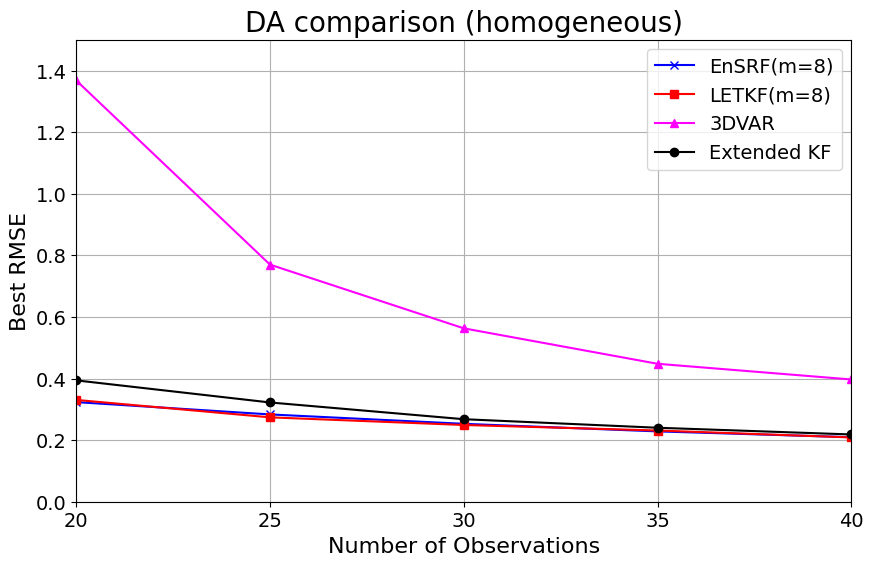 DA comparison (homogeneous)
EnSRF(m=8)
LETKF(m=8)
3DVAR
Extended KF
Best RMSE
1.4
1.2
1.0
0.8
0.6
0.4
0.2
0.0
20 25 30 35 40
Number of Observations